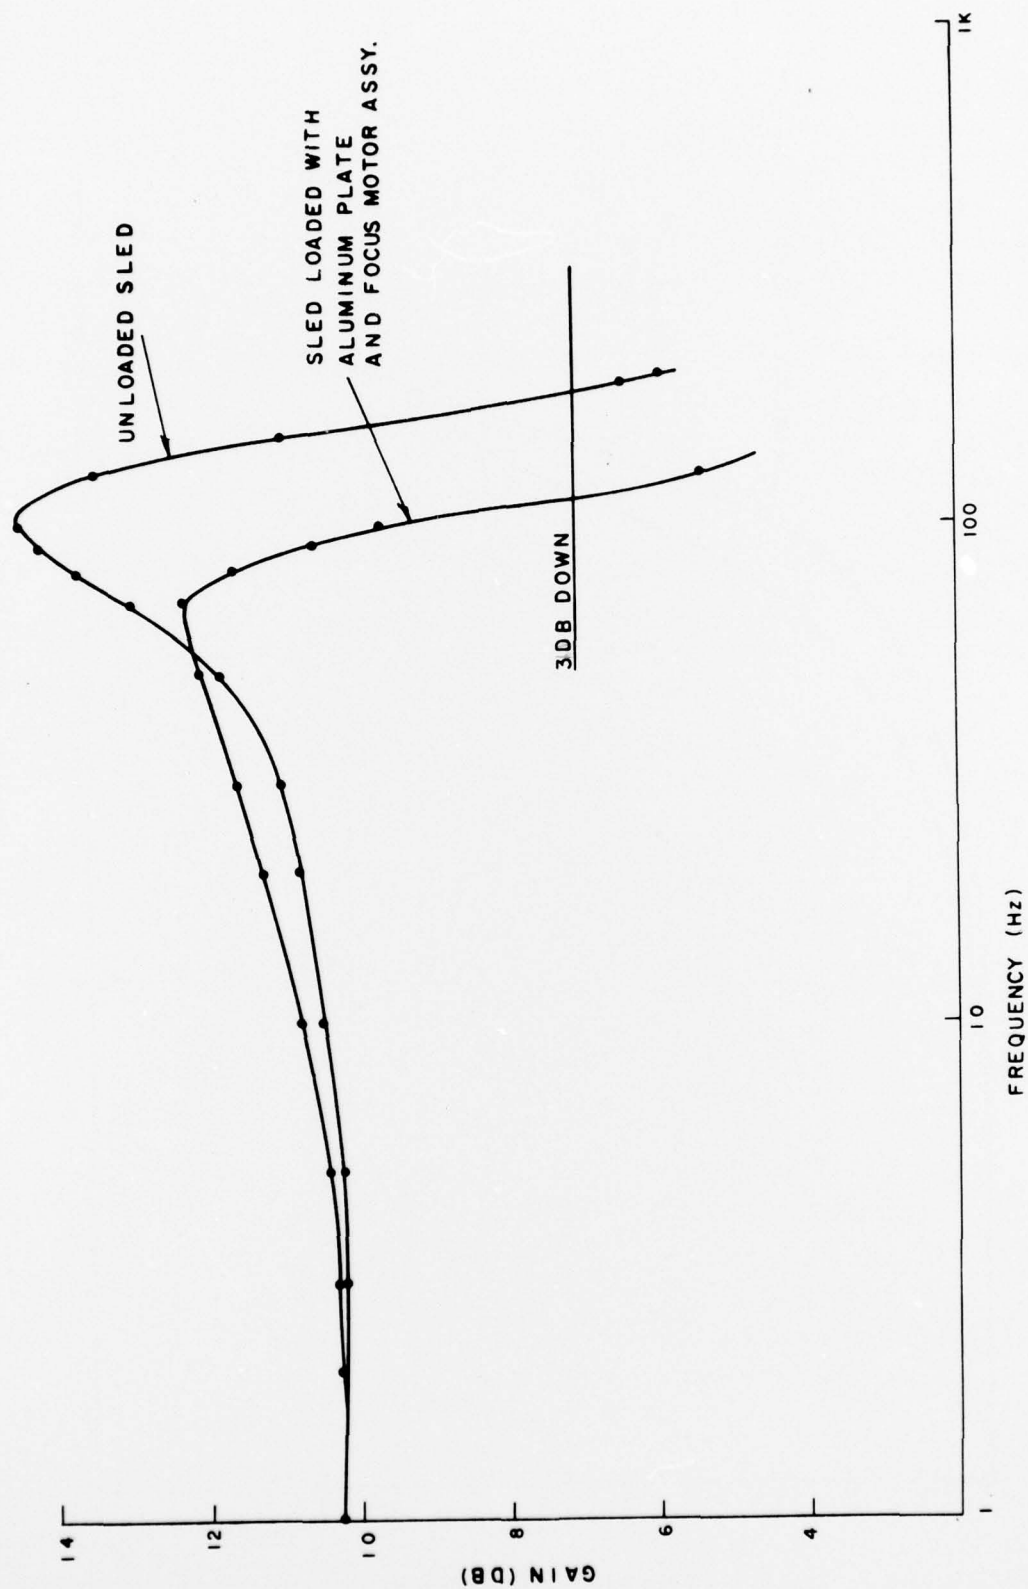 UNLOADED SLED
SLED LOADED WITH
ALUMINUM PLATE
AND FOCUS MOTOR ASSY.
3DB DOWN
GAIN (DB)
14
12
10
8
6
4
1
10
100
1K
FREQUENCY (Hz)